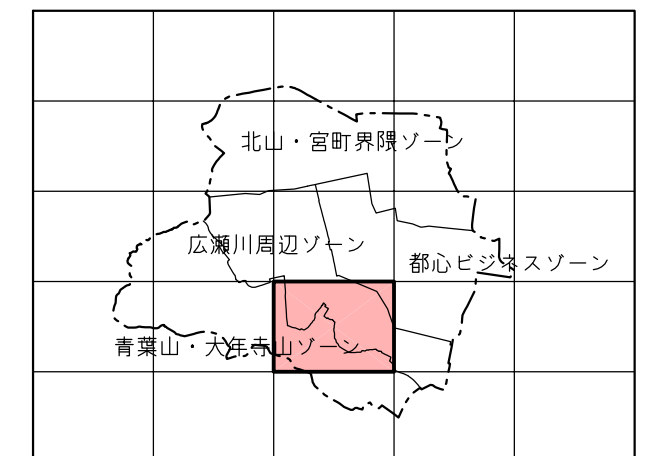 北山・宮町界隈ゾーン
広瀬川周辺ゾーン
都心ビジネスゾーン
青葉山・大年寺山ゾーン